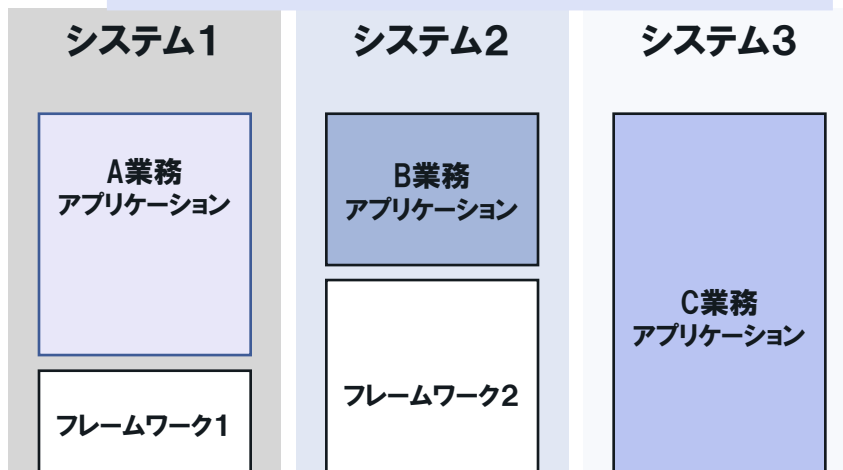 システム1
システム2
システム3
A業務
アプリケーション
B業務
アプリケーション
C業務
アプリケーション
フレームワーク1
フレームワーク2